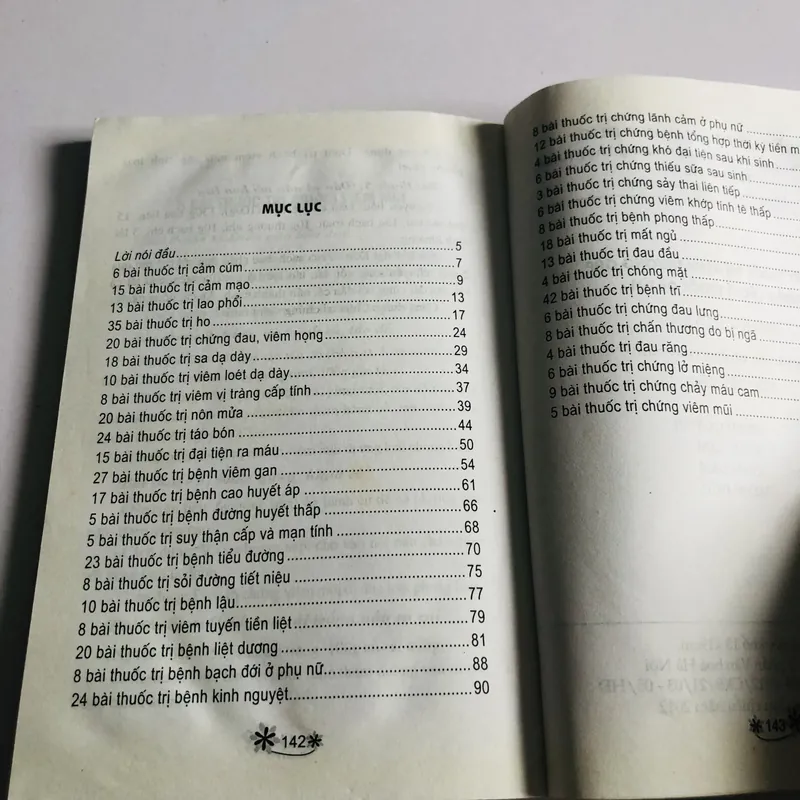 MỤC LỤC
Lời nói đầu.....5
6 bài thuốc trị cảm cúm.....7
15 bài thuốc trị cảm mạo.....9
13 bài thuốc trị lao phổi.....13
35 bài thuốc trị ho.....17
20 bài thuốc trị chứng đau, viêm họng.....24
18 bài thuốc trị sa dạ dày.....29
10 bài thuốc trị viêm loét dạ dày.....34
8 bài thuốc trị viêm vị tràng cấp tính.....37
20 bài thuốc trị nôn mửa.....39
24 bài thuốc trị táo bón.....44
15 bài thuốc trị đại tiện ra máu.....50
27 bài thuốc trị bệnh viêm gan.....54
17 bài thuốc trị bệnh cao huyết áp.....61
5 bài thuốc trị bệnh đường huyết thấp.....66
5 bài thuốc trị suy thận cấp và mạn tính.....68
23 bài thuốc trị bệnh tiểu đường.....70
8 bài thuốc trị sỏi đường tiết niệu.....75
10 bài thuốc trị bệnh lậu.....77
8 bài thuốc trị viêm tuyến tiền liệt.....79
20 bài thuốc trị bệnh liệt dương.....81
8 bài thuốc trị bệnh bạch đới ở phụ nữ.....88
24 bài thuốc trị bệnh kinh nguyệt.....90
142
8 bài thuốc trị chứng lãnh cảm ở phụ nữ.....
12 bài thuốc trị chứng bệnh tổng hợp thời kỳ tiền m
4 bài thuốc trị chứng khó đại tiện sau khi sinh.....
6 bài thuốc trị chứng thiếu sữa sau sinh.....
3 bài thuốc trị chứng sảy thai liên tiếp.....
6 bài thuốc trị chứng viêm khớp tính tê thấp.....
8 bài thuốc trị bệnh phong thấp.....
18 bài thuốc trị mất ngủ.....
13 bài thuốc trị đau đầu.....
4 bài thuốc trị chóng mặt.....
42 bài thuốc trị bệnh trĩ.....
6 bài thuốc trị chứng đau lưng.....
8 bài thuốc trị chấn thương do bị ngã.....
4 bài thuốc trị đau răng.....
6 bài thuốc trị chứng lở miệng.....
9 bài thuốc trị chứng chảy máu cam.....
5 bài thuốc trị chứng viêm mũi.....
143